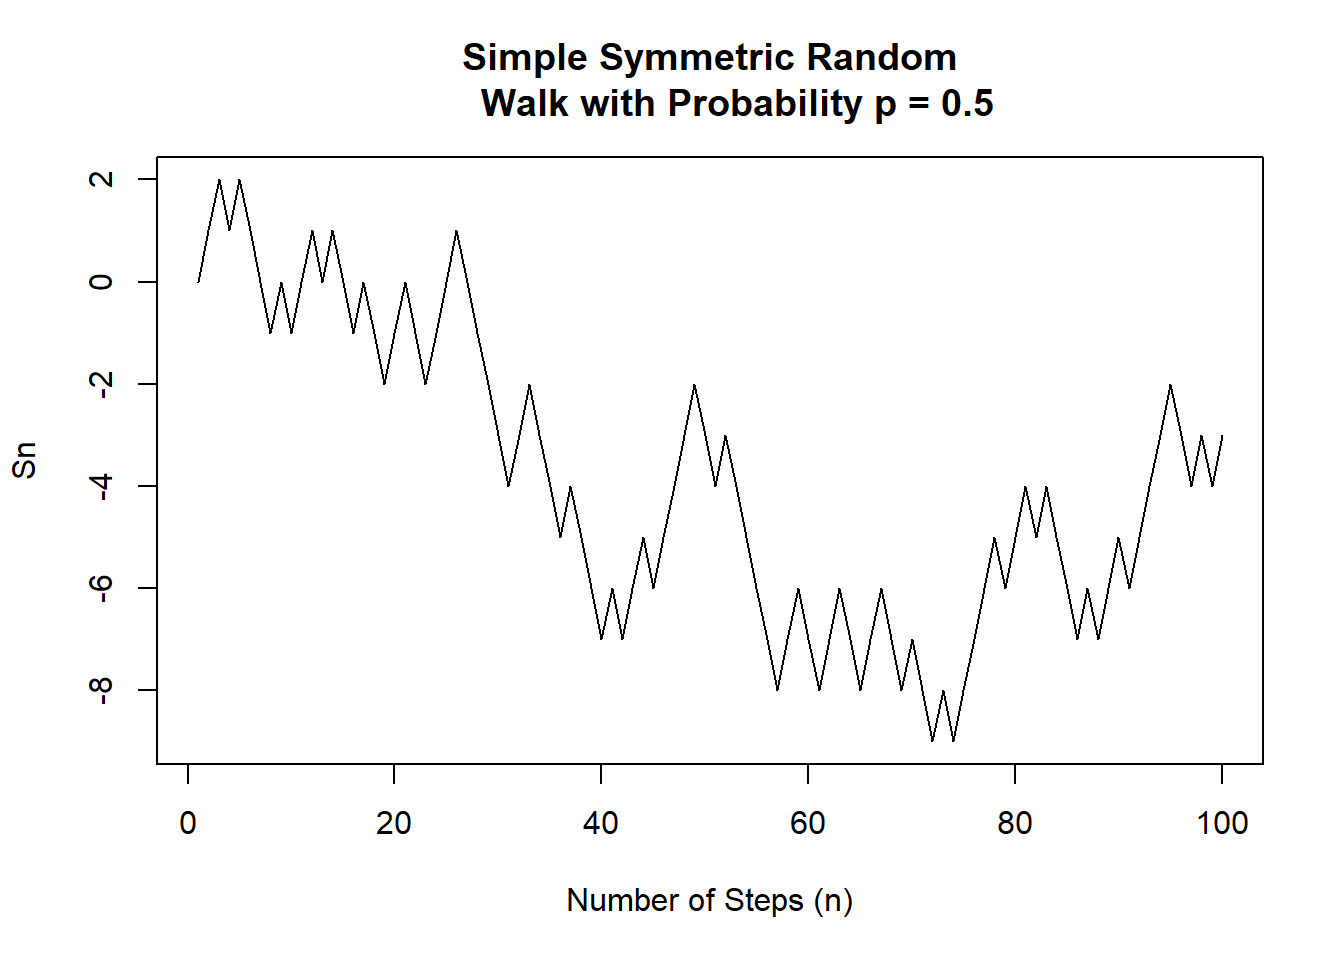 Simple Symmetric Random
Walk with Probability p = 0.5
Sn
2
0
-2
-4
-6
-8
0 20 40 60 80 100
Number of Steps (n)